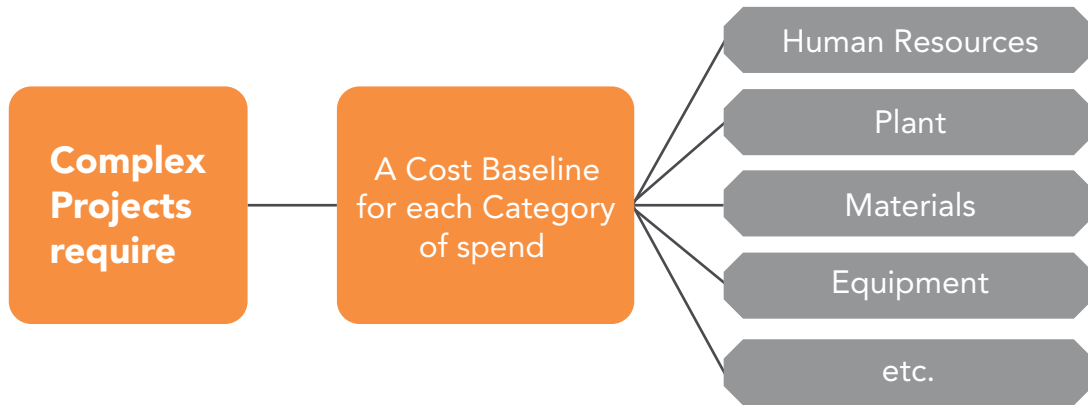 Complex
Projects
require
A Cost Baseline
for each Category
of spend
Human Resources
Plant
Materials
Equipment
etc.